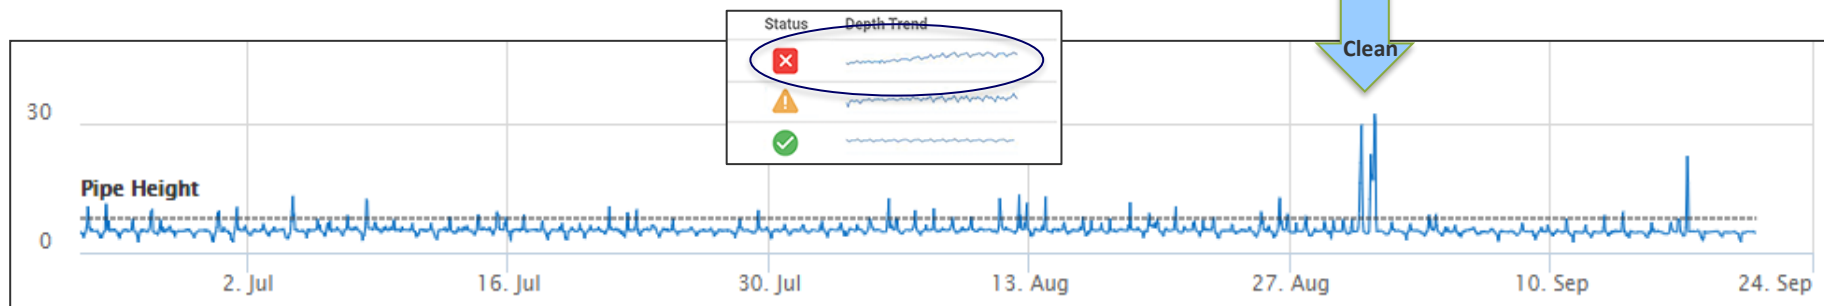 Status Depth Trend
Clean
30
Pipe Height
0
2. Jul 16. Jul 30. Jul 13. Aug 27. Aug 10. Sep 24. Sep